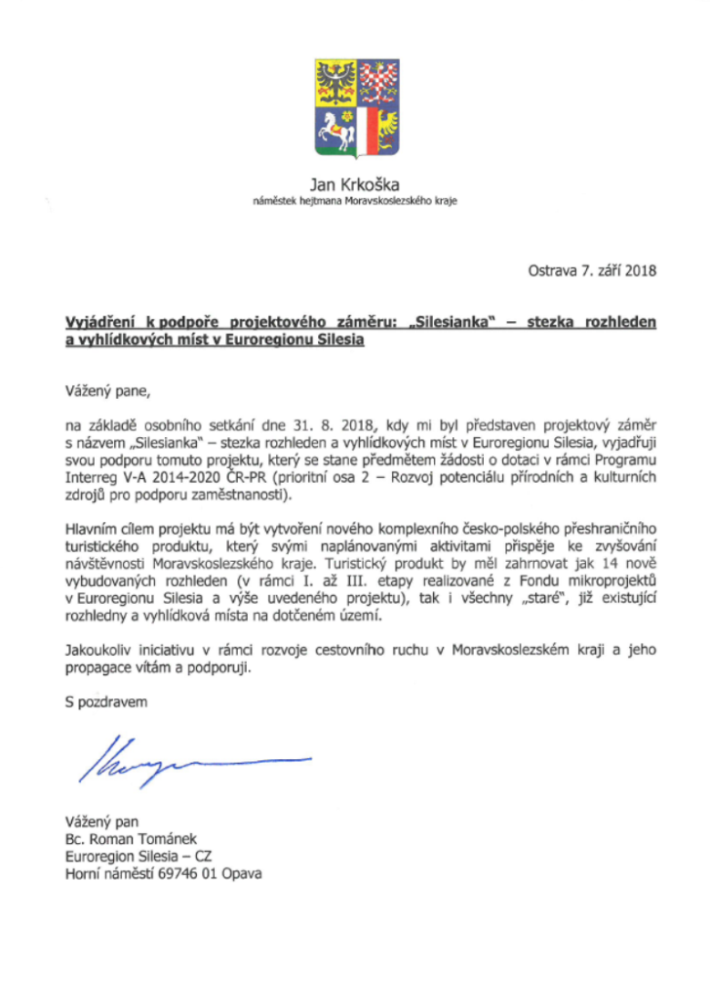 Jan Krkoška
náměstek hejtmana Moravskoslezského kraje
Ostrava 7. září 2018
Vyjádření k podpoře projektového záměru: „Silesianka“ – stezka rozhleden
a vyhlídkových míst v Euroregionu Silesia
Vážený pane,
na základě osobního setkání dne 31. 8. 2018, kdy mi byl představen projektový záměr
s názvem „Silesianka“ – stezka rozhleden a vyhlídkových míst v Euroregionu Silesia, vyjadřuji
svou podporu tomuto projektu, který se stane předmětem žádosti o dotaci v rámci Programu
Interreg V-A 2014-2020 ČR-PR (prioritní osa 2 – Rozvoj potenciálu přírodních a kulturních
zdrojů pro podporu zaměstnanosti).
Hlavním cílem projektu má být vytvoření nového komplexního česko-polského přeshraničního
turistického produktu, který svými naplánovanými aktivitami přispěje ke zvyšování
návštěvnosti Moravskoslezského kraje. Turistický produkt by měl zahrnovat jak 14 nově
vybudovaných rozhleden (v rámci I. až III. etapy realizované z Fondu mikroprojektů
v Euroregionu Silesia a výše uvedeného projektu), tak i všechny „staré“, již existující
rozhledny a vyhlídková místa na dotčeném území.
Jakoukoliv iniciativu v rámci rozvoje cestovního ruchu v Moravskoslezském kraji a jeho
propagace vítám a podporuji.
S pozdravem
Vážený pan
Bc. Roman Tománek
Euroregion Silesia – CZ
Horní náměstí 69746 01 Opava